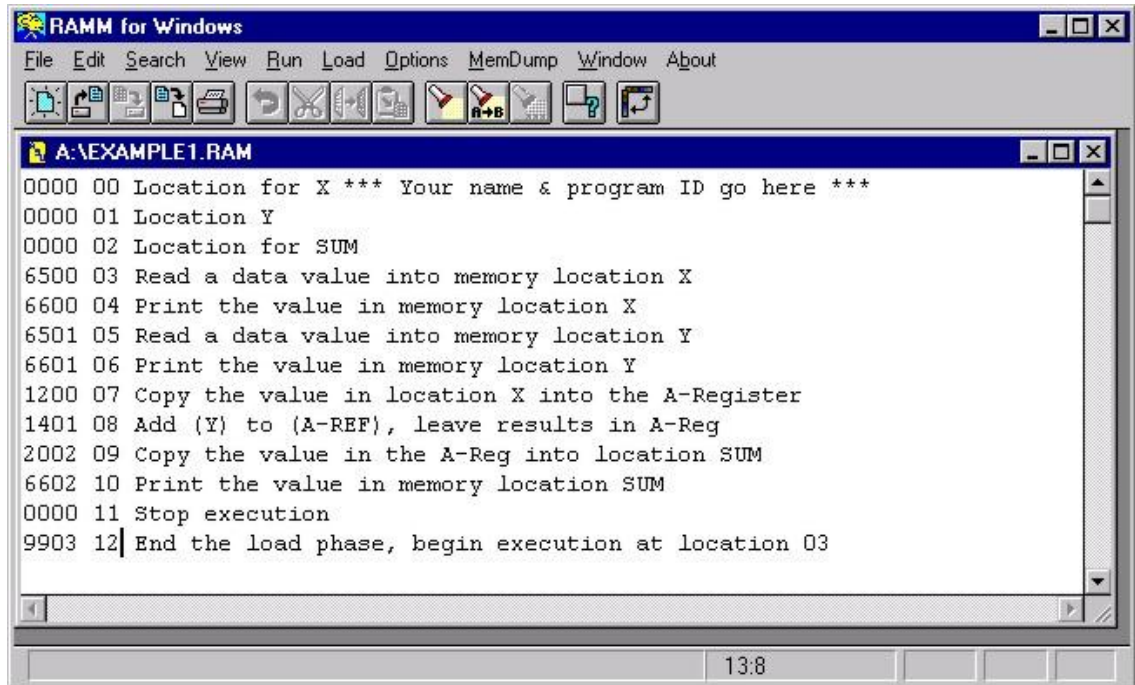 RAMM for Windows
File Edit Search View Run Load Options MemDump Window About
A→B
A:\EXAMPLE1.RAM
0000 00 Location for X *** Your name & program ID go here ***
0000 01 Location Y
0000 02 Location for SUM
6500 03 Read a data value into memory location X
6600 04 Print the value in memory location X
6501 05 Read a data value into memory location Y
6601 06 Print the value in memory location Y
1200 07 Copy the value in location X into the A-Register
1401 08 Add (Y) to (A-REF), leave results in A-Reg
2002 09 Copy the value in the A-Reg into location SUM
6602 10 Print the value in memory location SUM
0000 11 Stop execution
9903 12 End the load phase, begin execution at location 03
13:8